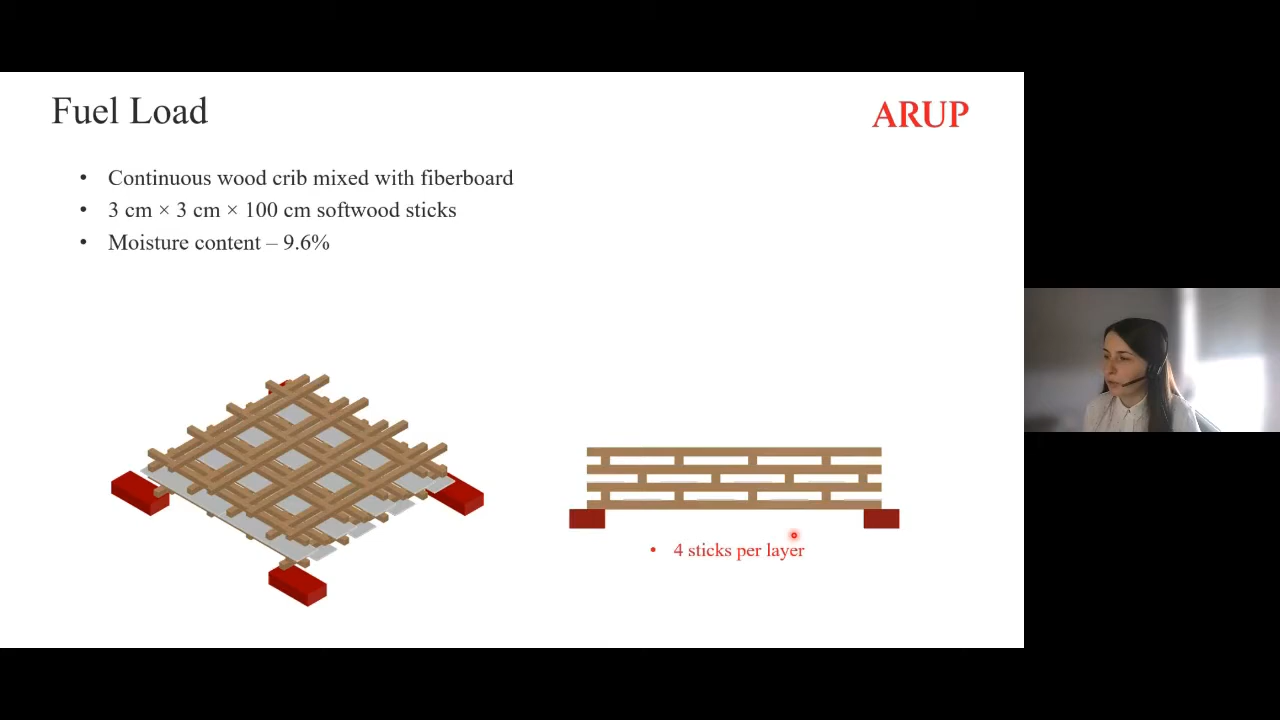 Fuel Load
ARUP
• Continuous wood crib mixed with fiberboard
• 3 cm × 3 cm × 100 cm softwood sticks
• Moisture content – 9.6%
• 4 sticks per layer